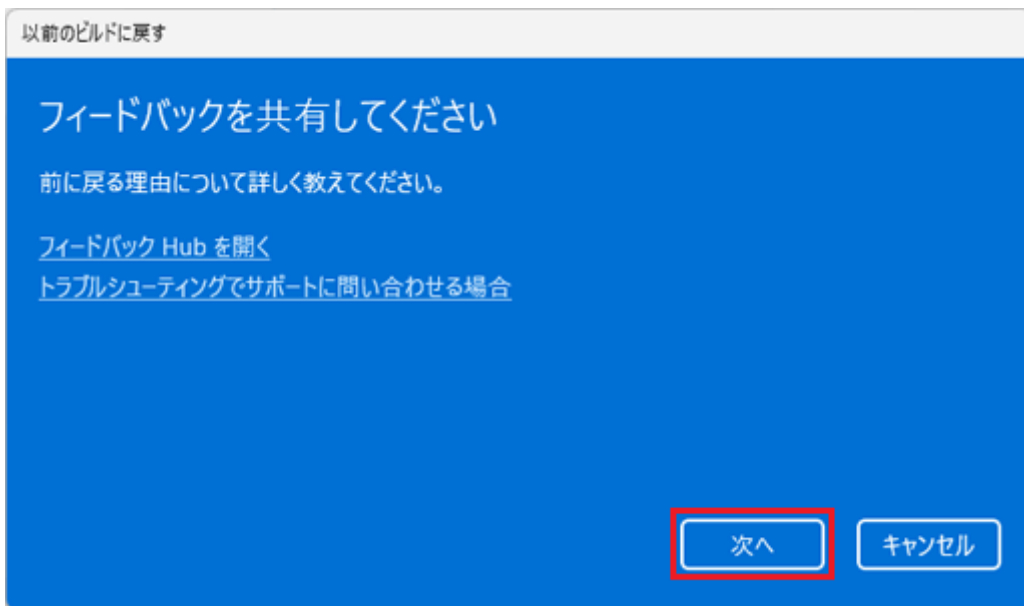 以前のビルドに戻す
フィードバックを共有してください
前に戻る理由について詳しく教えてください。
フィードバック Hub を開く
トラブルシューティングでサポートに問い合わせる場合
次へ
キャンセル